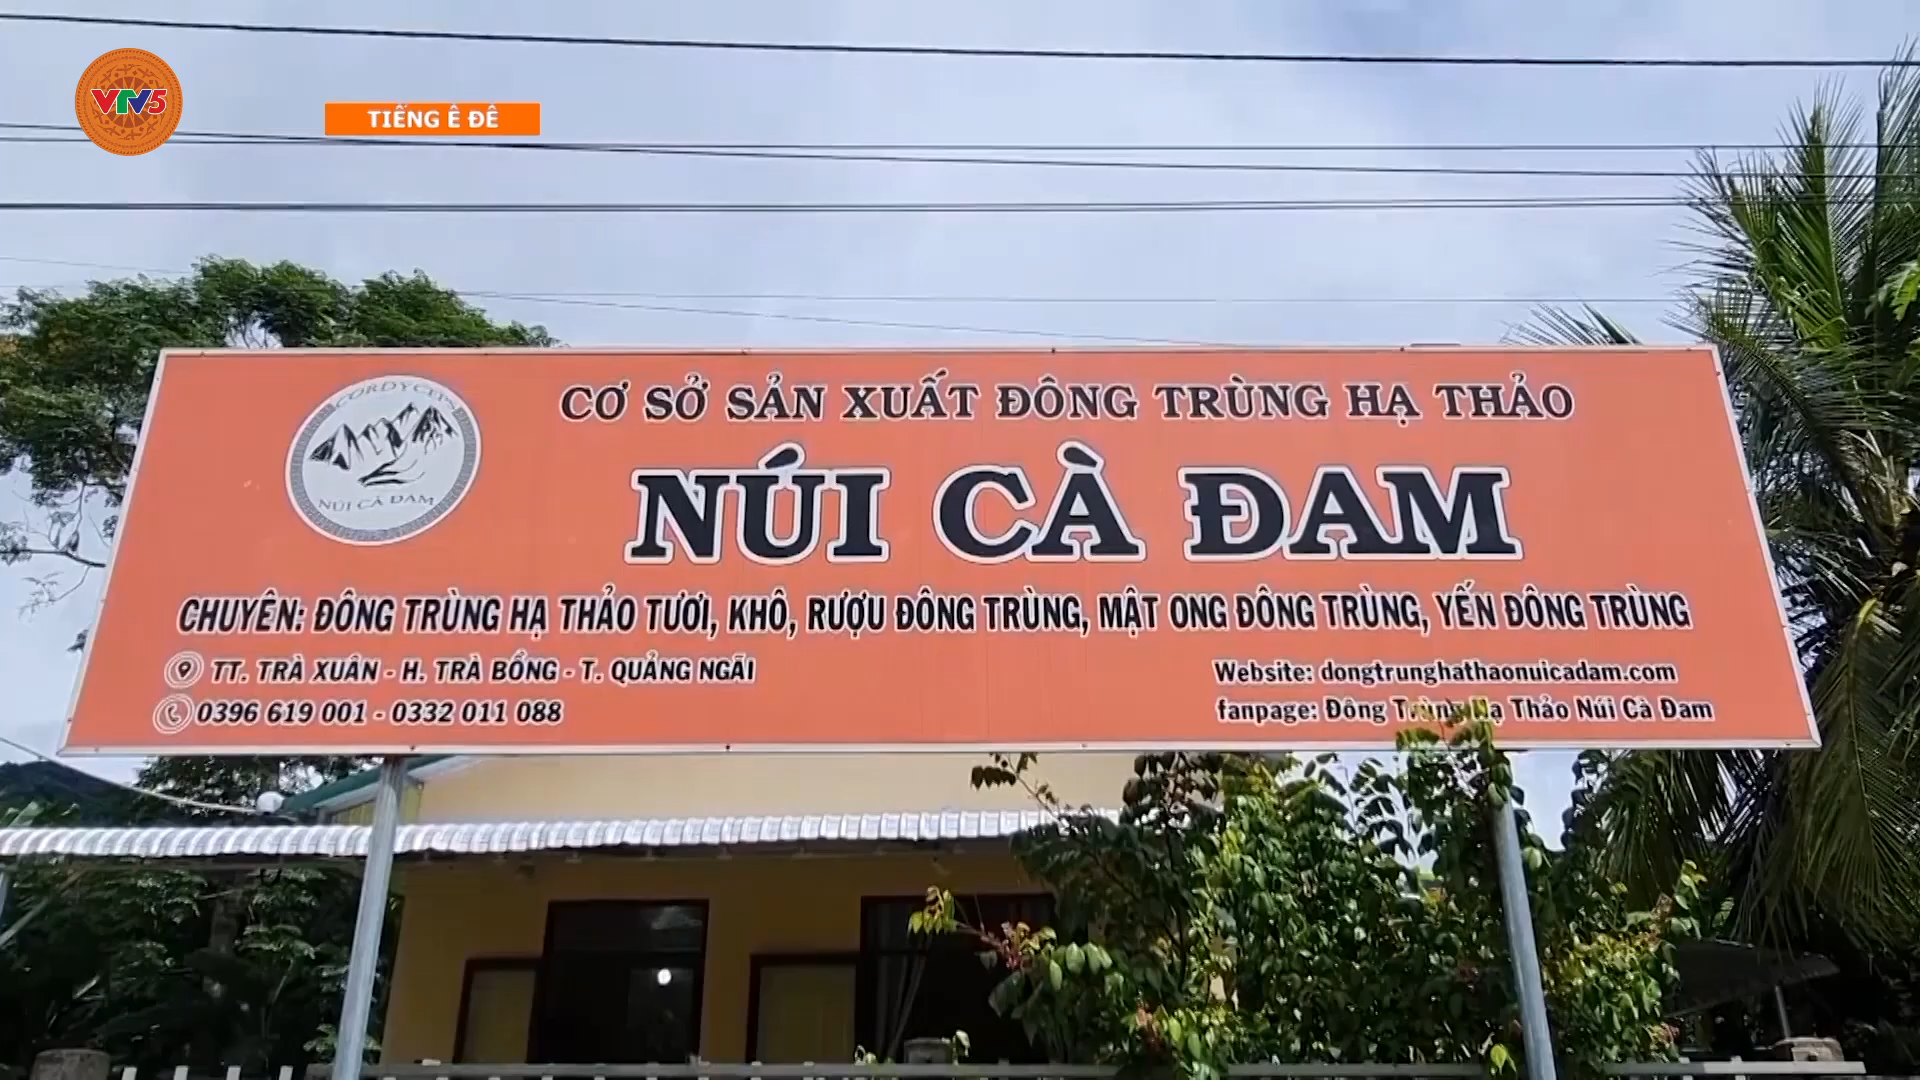 VTV5
TIẾNG Ê ĐÊ
CORDYCEPS
NÚI CÀ ĐAM
CƠ SỞ SẢN XUẤT ĐÔNG TRÙNG HẠ THẢO
NÚI CÀ ĐAM
CHUYÊN: ĐÔNG TRÙNG HẠ THẢO TƯƠI, KHÔ, RƯỢU ĐÔNG TRÙNG, MẬT ONG ĐÔNG TRÙNG, YẾN ĐÔNG TRÙNG
TT. TRÀ XUÂN - H. TRÀ BỒNG - T. QUẢNG NGÃI
0396 619 001 - 0332 011 088
Website: dongtrunghathaonuicadam.com
fanpage: Đông Trùng Hạ Thảo Núi Cà Đam